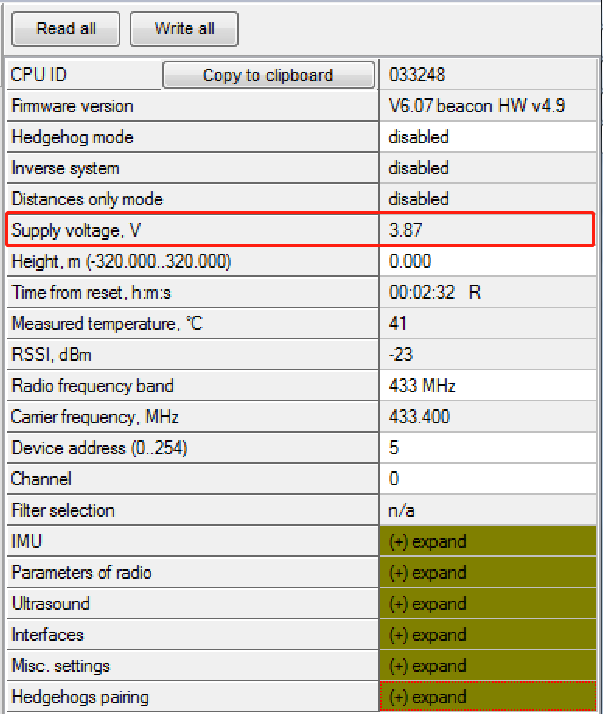 Read all Write all
CPU ID Copy to clipboard 033248
Firmware version V6.07 beacon HW v4.9
Hedgehog mode disabled
Inverse system disabled
Distances only mode disabled
Supply voltage, V 3.87
Height, m (-320.000..320.000) 0.000
Time from reset, h:m:s 00:02:32 R
Measured temperature, °C 41
RSSI, dBm -23
Radio frequency band 433 MHz
Carrier frequency, MHz 433.400
Device address (0..254) 5
Channel 0
Filter selection n/a
IMU (+) expand
Parameters of radio (+) expand
Ultrasound (+) expand
Interfaces (+) expand
Misc. settings (+) expand
Hedgehogs pairing (+) expand